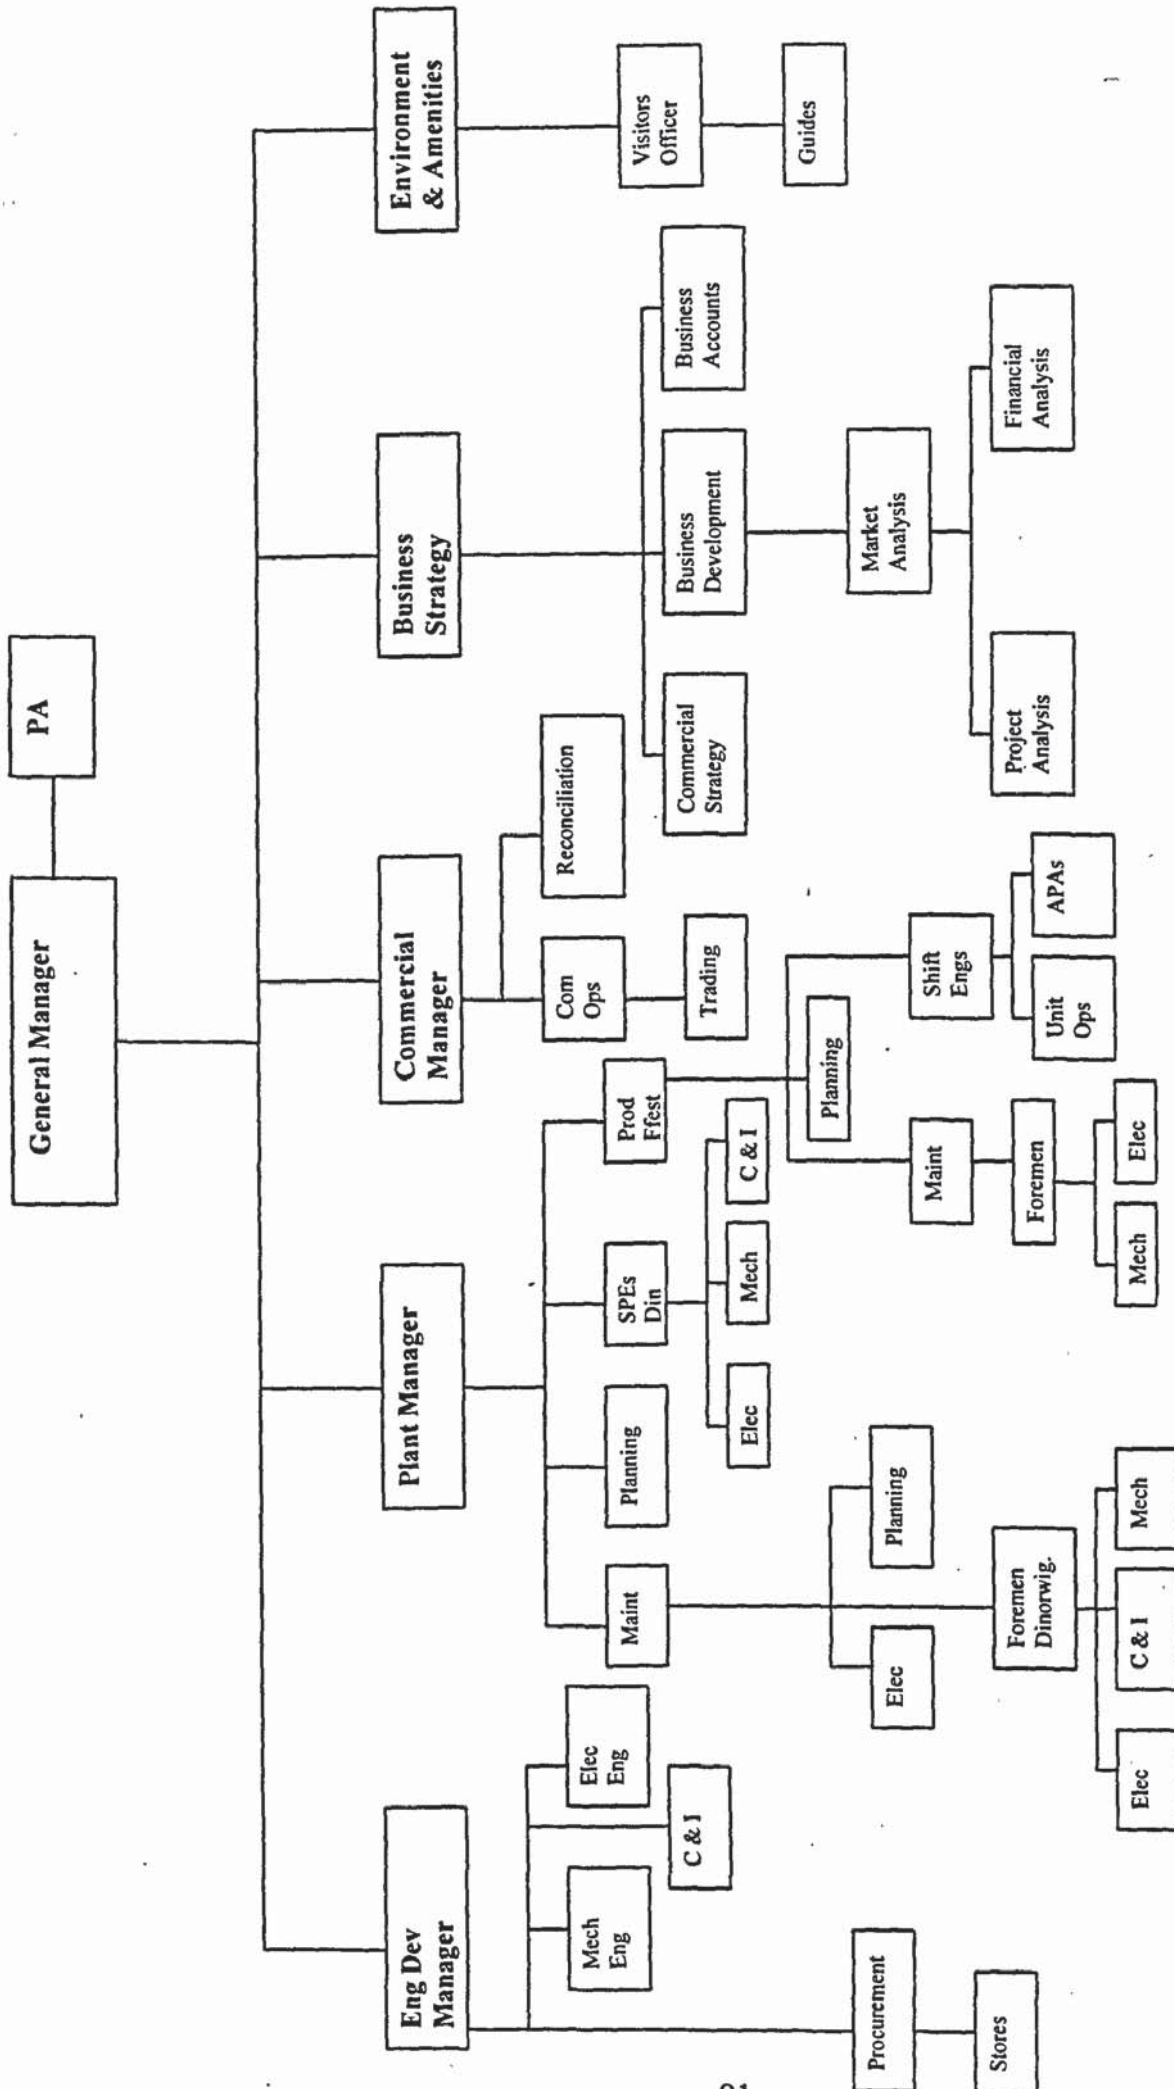 General Manager
PA
Eng Dev
Manager
Plant Manager
Commercial
Manager
Business
Strategy
Environment
& Amenities
Mech
Eng
Elec
Eng
C & I
Procurement
Stores
Maint
Planning
SPEs
Din
Prod
Ffest
Elec
Planning
Foremen
Dinorwig.
Elec
C & I
Mech
Elec
Mech
C & I
Planning
Maint
Foremen
Mech
Elec
Shift
Engs
Unit
Ops
APAs
Com
Ops
Reconciliation
Trading
Commercial
Strategy
Business
Development
Business
Accounts
Market
Analysis
Project
Analysis
Financial
Analysis
Visitors
Officer
Guides